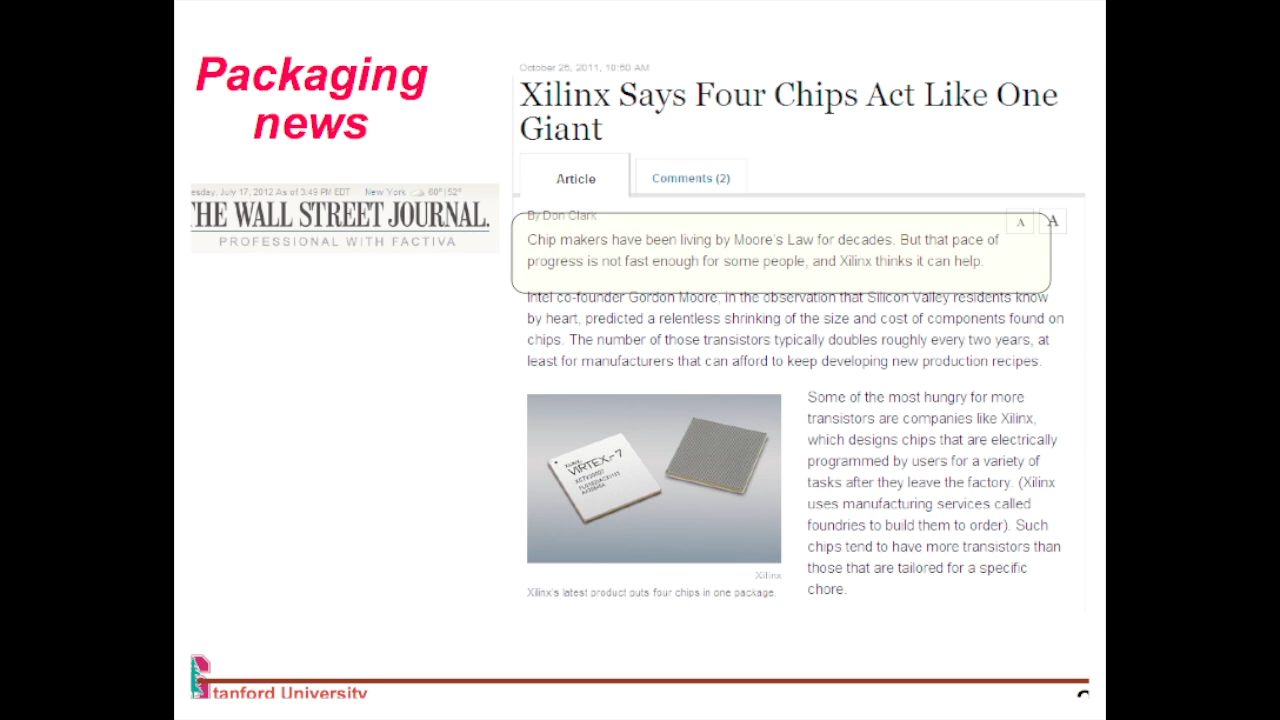 Packaging
news
esday, July 17, 2012 As of 3:49 PM EDT New York 60° | 52°
THE WALL STREET JOURNAL.
PROFESSIONAL WITH FACTIVA
October 25, 2011, 10:50 AM
Xilinx Says Four Chips Act Like One
Giant
Article Comments (2)
By Don Clark A A
Chip makers have been living by Moore's Law for decades. But that pace of
progress is not fast enough for some people, and Xilinx thinks it can help.
Intel co-founder Gordon Moore, in the observation that Silicon Valley residents know
by heart, predicted a relentless shrinking of the size and cost of components found on
chips. The number of those transistors typically doubles roughly every two years, at
least for manufacturers that can afford to keep developing new production recipes.
XILINX
VIRTEX-7
Xilinx
Xilinx's latest product puts four chips in one package.
Some of the most hungry for more
transistors are companies like Xilinx,
which designs chips that are electrically
programmed by users for a variety of
tasks after they leave the factory. (Xilinx
uses manufacturing services called
foundries to build them to order). Such
chips tend to have more transistors than
those that are tailored for a specific
chore.
Stanford University